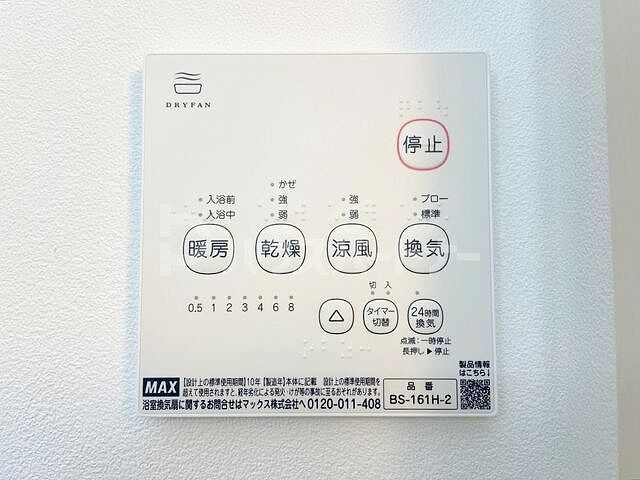 DRYFAN
停止
かぜ
入浴前 強 強 ブロー
入浴中 弱 弱 標準
暖房 乾燥 涼風 換気
切 入
0.5 1 2 3 4 6 8
△ タイマー切替 24時間換気
点滅:一時停止
長押し▶停止
製品情報
はこちら↓
MAX
【設計上の標準使用期間】10年【製造年】本体に記載 設計上の標準使用期間を
超えて使用されますと、経年劣化による発火・けが等の事故に至るおそれがあります。
浴室換気扇に関するお問合せはマックス株式会社へ 0120-011-408
品番
BS-161H-2